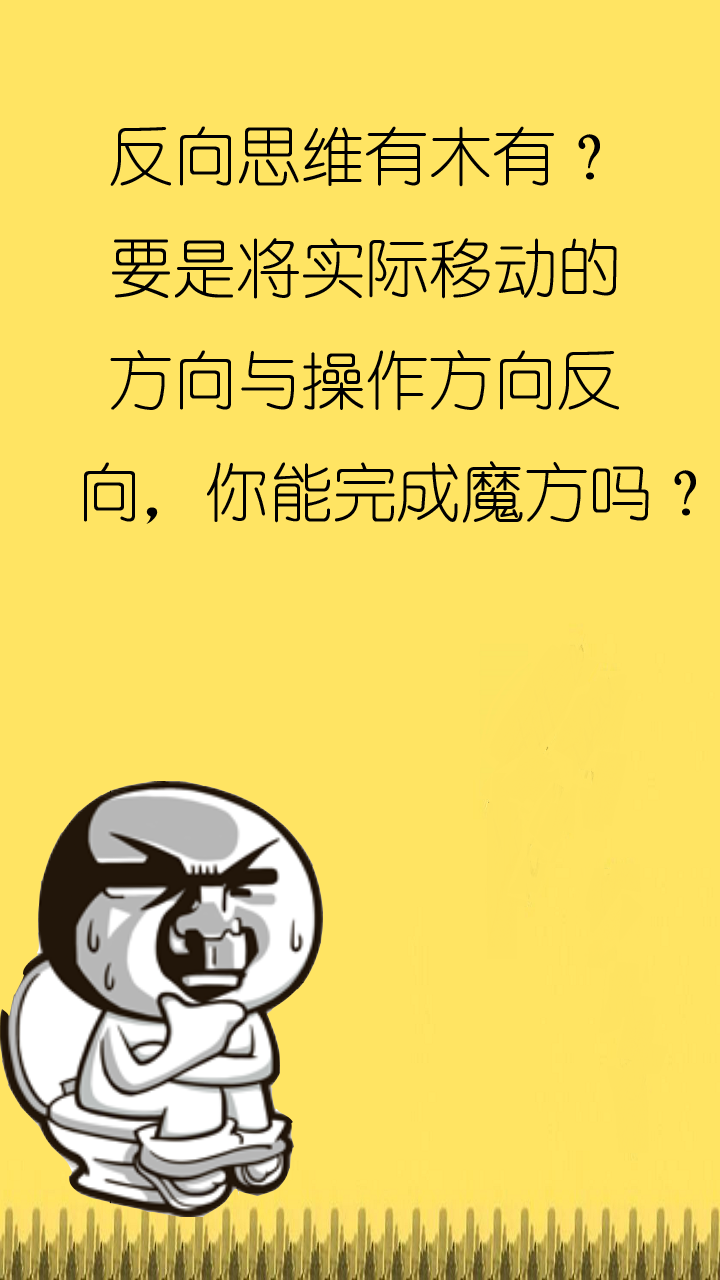 反向思维有木有？
要是将实际移动的
方向与操作方向反
向，你能完成魔方吗？